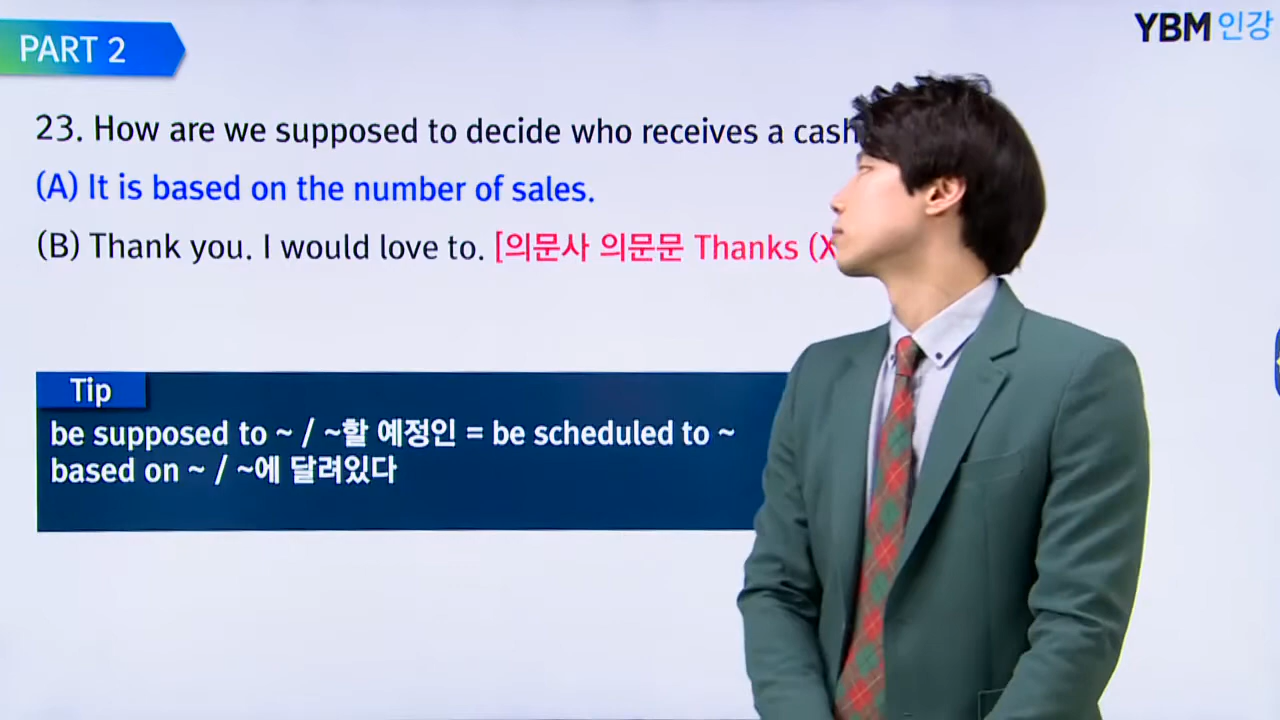 PART 2
YBM 인강
23. How are we supposed to decide who receives a cash
(A) It is based on the number of sales.
(B) Thank you. I would love to. [의문사 의문문 Thanks (X
Tip
be supposed to ~ / ~할 예정인 = be scheduled to ~
based on ~ / ~에 달려있다